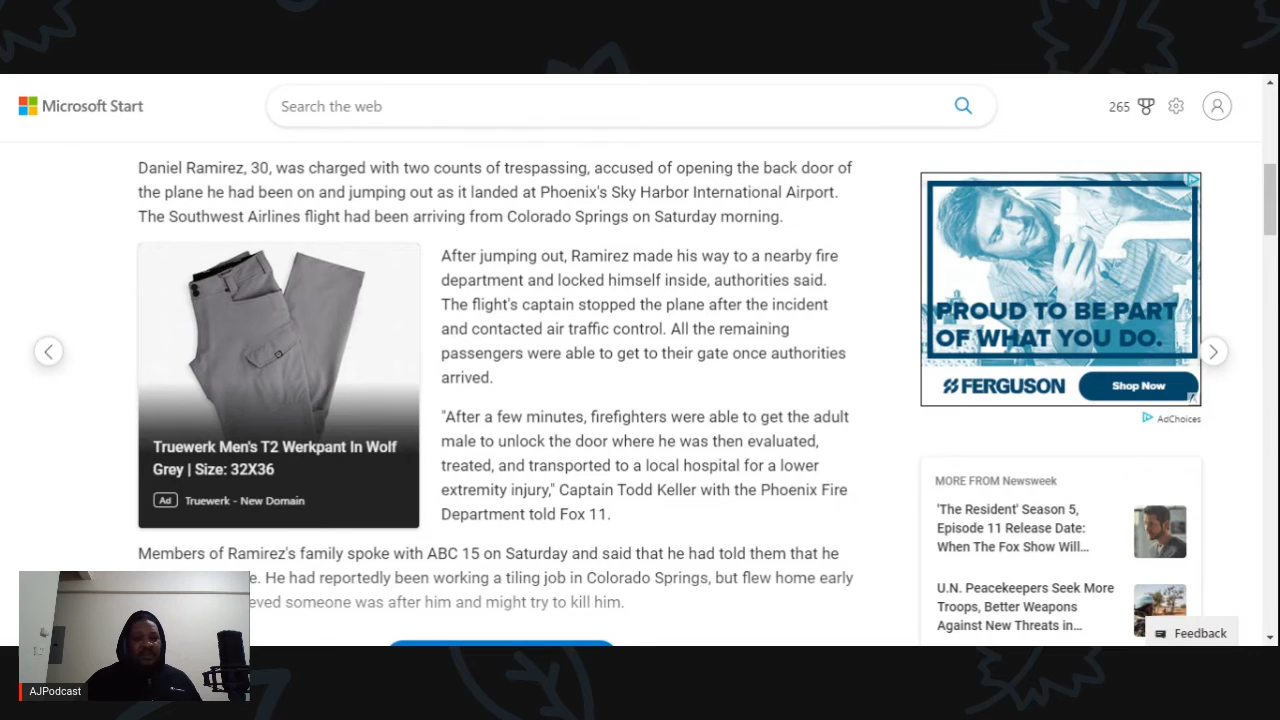 Microsoft Start
Search the web
265
Daniel Ramirez, 30, was charged with two counts of trespassing, accused of opening the back door of
the plane he had been on and jumping out as it landed at Phoenix's Sky Harbor International Airport.
The Southwest Airlines flight had been arriving from Colorado Springs on Saturday morning.
After jumping out, Ramirez made his way to a nearby fire
department and locked himself inside, authorities said.
The flight's captain stopped the plane after the incident
and contacted air traffic control. All the remaining
passengers were able to get to their gate once authorities
arrived.
"After a few minutes, firefighters were able to get the adult
male to unlock the door where he was then evaluated,
treated, and transported to a local hospital for a lower
extremity injury," Captain Todd Keller with the Phoenix Fire
Department told Fox 11.
Truewerk Men's T2 Werkpant In Wolf
Grey | Size: 32X36
Ad Truewerk - New Domain
Members of Ramirez's family spoke with ABC 15 on Saturday and said that he had told them that he
e. He had reportedly been working a tiling job in Colorado Springs, but flew home early
eved someone was after him and might try to kill him.
PROUD TO BE PART
OF WHAT YOU DO.
FERGUSON
Shop Now
AdChoices
MORE FROM Newsweek
'The Resident' Season 5,
Episode 11 Release Date:
When The Fox Show Will...
U.N. Peacekeepers Seek More
Troops, Better Weapons
Against New Threats in...
Feedback
AJPodcast